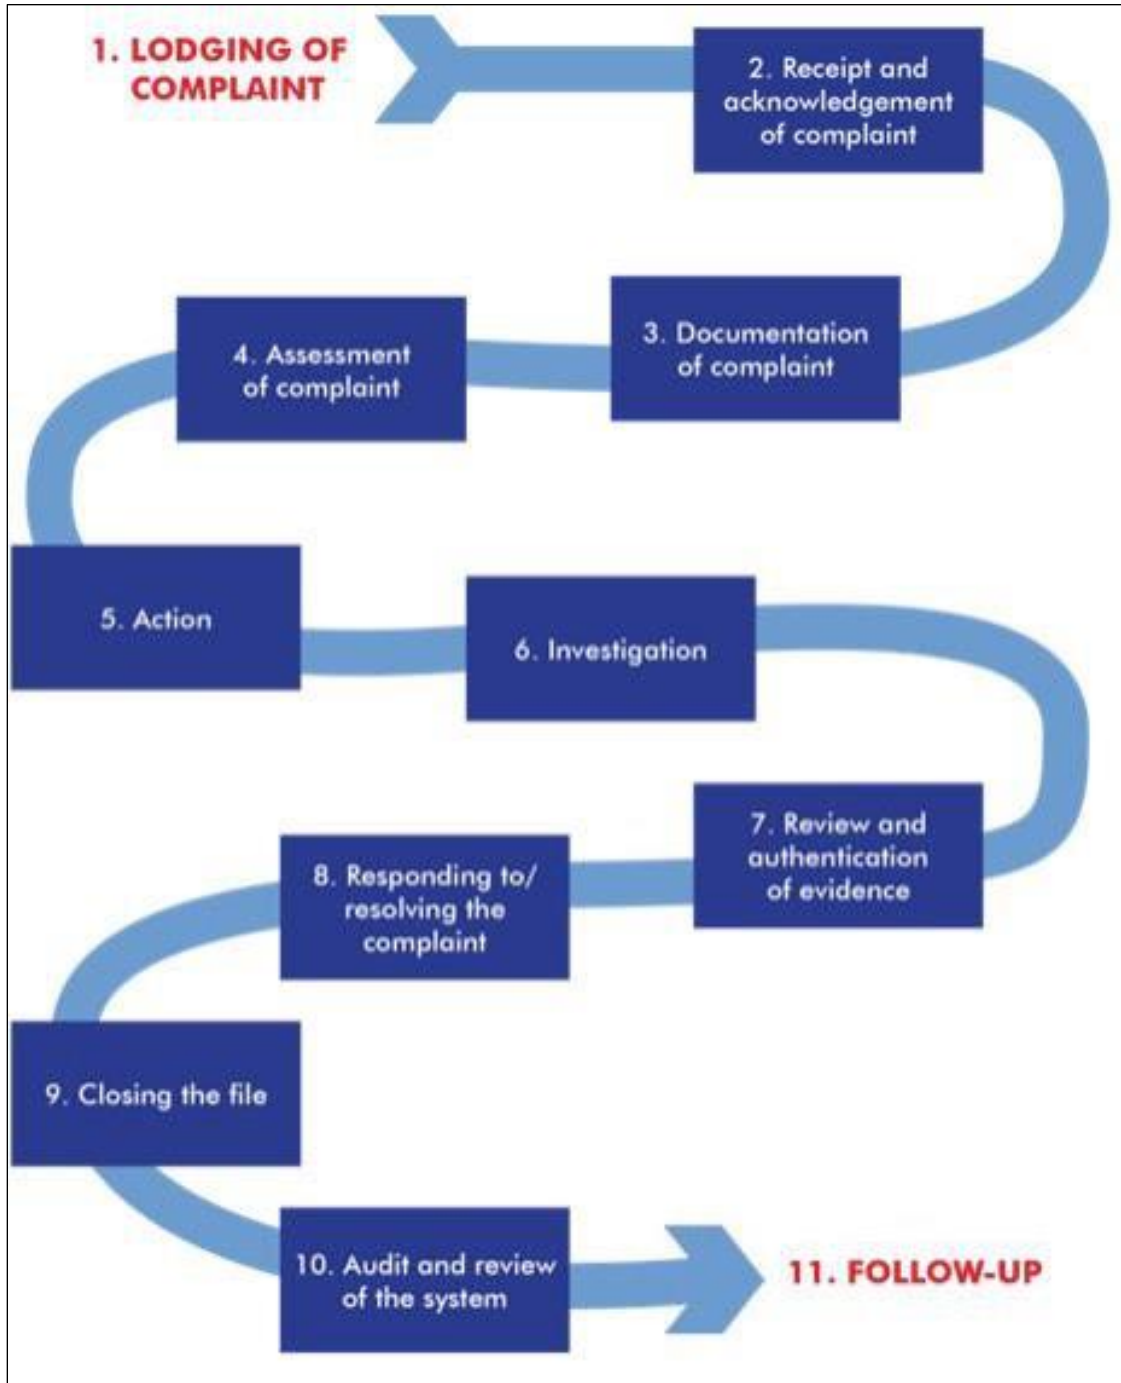 1. LODGING OF
COMPLAINT
2. Receipt and
acknowledgement
of complaint
3. Documentation
of complaint
4. Assessment
of complaint
5. Action
6. Investigation
7. Review and
authentication
of evidence
8. Responding to/
resolving the
complaint
9. Closing the file
10. Audit and review
of the system
11. FOLLOW-UP